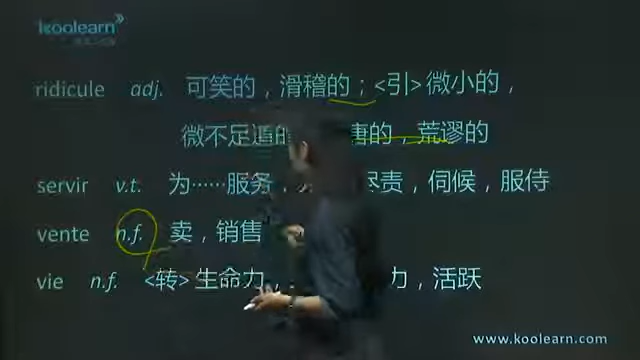 koolearn
ridicule adj. 可笑的，滑稽的；<引>微小的，
微不足道的 唐的，荒谬的
servir v.t. 为……服务， 尽责，伺候，服侍
vente n.f. 卖，销售
vie n.f. <转>生命力， 力，活跃
www.koolearn.com